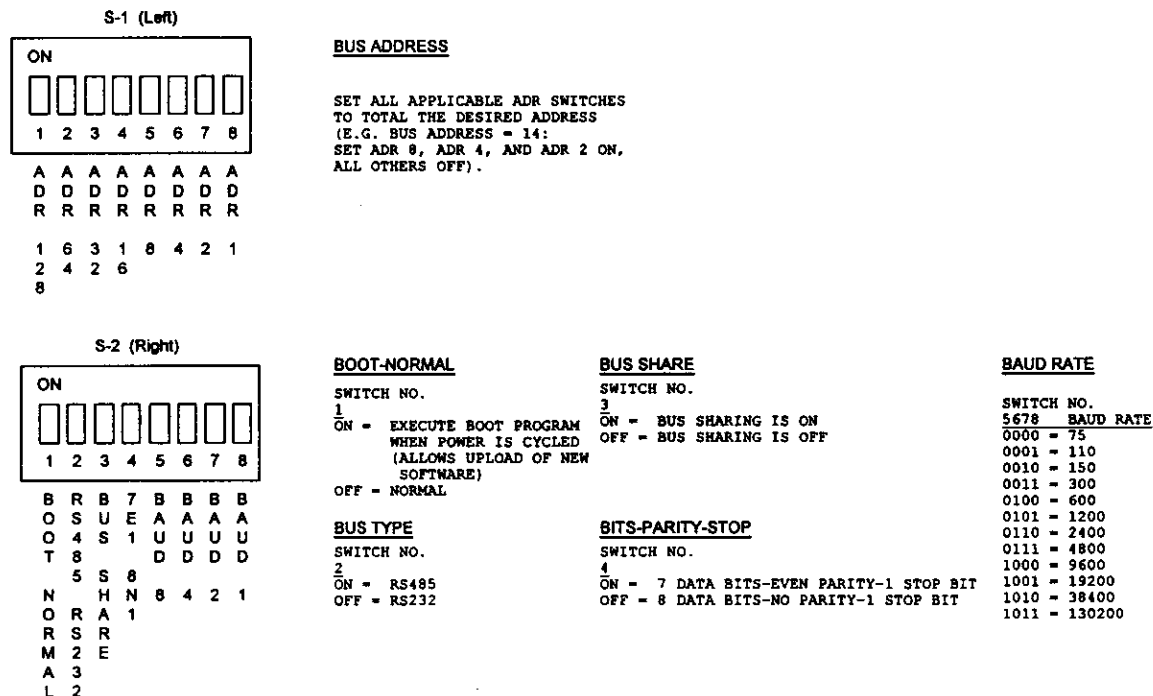 S-1 (Left)
ON
1 2 3 4 5 6 7 8
A A A A A A A A
D D D D D D D D
R R R R R R R R
1 6 3 1 8 4 2 1
2 4 2 6
8
BUS ADDRESS
SET ALL APPLICABLE ADR SWITCHES
TO TOTAL THE DESIRED ADDRESS
(E.G. BUS ADDRESS = 14:
SET ADR 8, ADR 4, AND ADR 2 ON,
ALL OTHERS OFF).
S-2 (Right)
ON
1 2 3 4 5 6 7 8
B R B 7 B B B B
O S U E A A A A
O 4 S 1 U U U U
T 8 D D D D
5 S 8
N H N 8 4 2 1
O R A 1
R S R
M 2 E
A 3
L 2
BOOT-NORMAL
SWITCH NO.
1
ON = EXECUTE BOOT PROGRAM
WHEN POWER IS CYCLED
(ALLOWS UPLOAD OF NEW
SOFTWARE)
OFF = NORMAL
BUS SHARE
SWITCH NO.
3
ON = BUS SHARING IS ON
OFF = BUS SHARING IS OFF
BUS TYPE
SWITCH NO.
2
ON = RS485
OFF = RS232
BITS-PARITY-STOP
SWITCH NO.
4
ON = 7 DATA BITS-EVEN PARITY-1 STOP BIT
OFF = 8 DATA BITS-NO PARITY-1 STOP BIT
BAUD RATE
SWITCH NO.
5678 BAUD RATE
0000 = 75
0001 = 110
0010 = 150
0011 = 300
0100 = 600
0101 = 1200
0110 = 2400
0111 = 4800
1000 = 9600
1001 = 19200
1010 = 38400
1011 = 130200